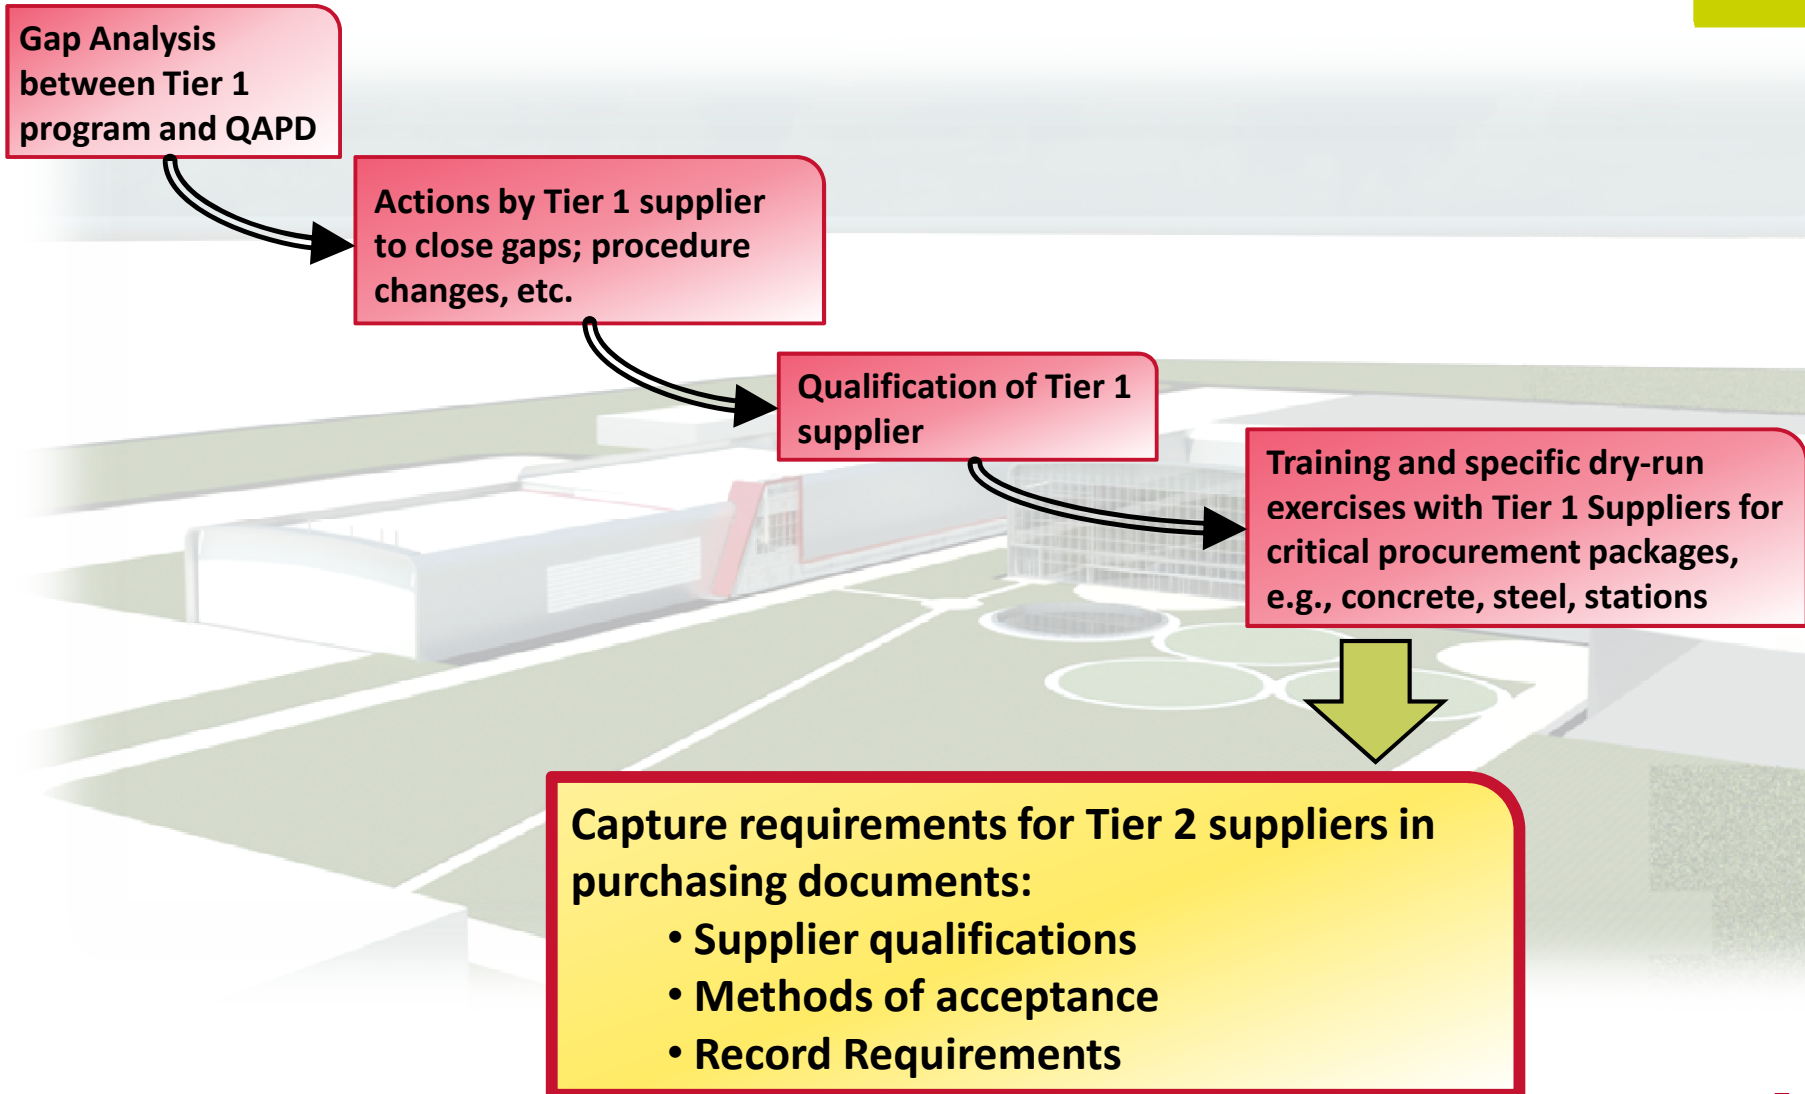 Gap Analysis
between Tier 1
program and QAPD
Actions by Tier 1 supplier
to close gaps; procedure
changes, etc.
Qualification of Tier 1
supplier
Training and specific dry-run
exercises with Tier 1 Suppliers for
critical procurement packages,
e.g., concrete, steel, stations
Capture requirements for Tier 2 suppliers in
purchasing documents:
• Supplier qualifications
• Methods of acceptance
• Record Requirements